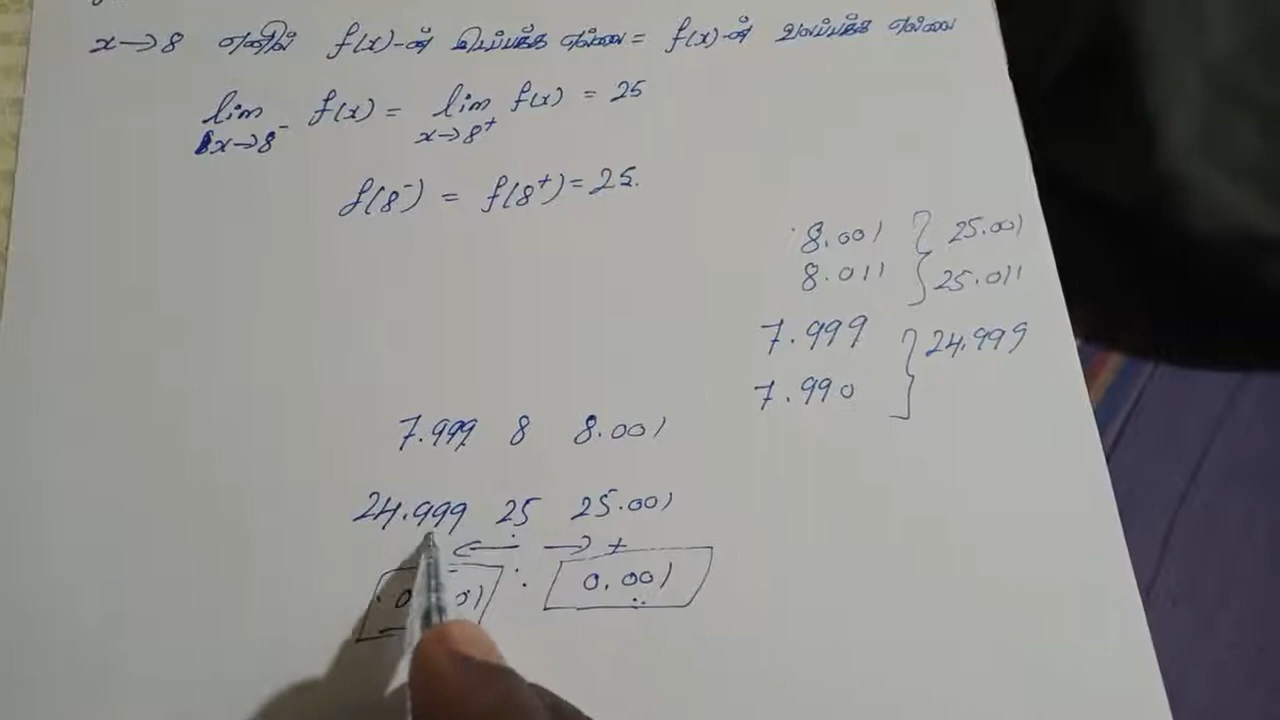 x→8 எனில் f(x)-ன் இடப்பக்க எல்லை = f(x)-ன் வலப்பக்க எல்லை
lim x→8⁻ f(x) = lim x→8⁺ f(x) = 25
f(8⁻) = f(8⁺) = 25.
8.001 } 25.001
8.011 } 25.011
7.999 } 24.999
7.990
7.999 8 8.001
24.999 25 25.001
← → +
0.001